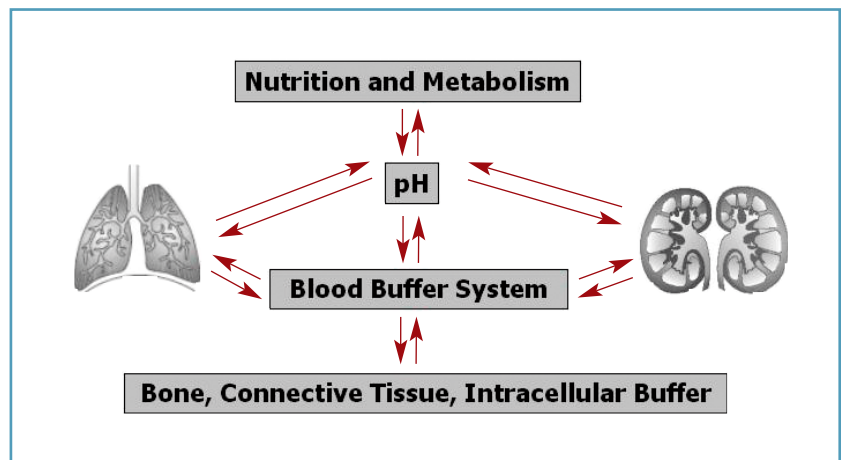 Nutrition and Metabolism
pH
Blood Buffer System
Bone, Connective Tissue, Intracellular Buffer